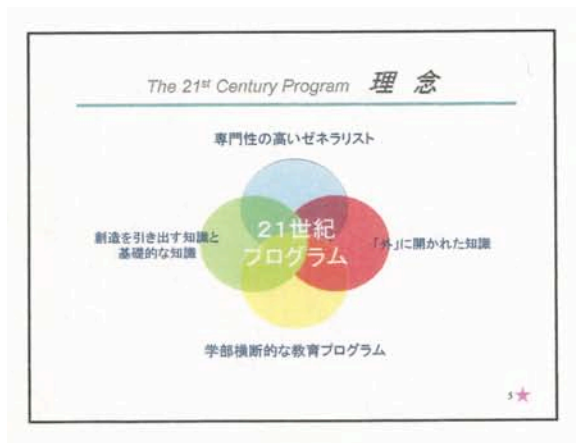 The 21st Century Program 理 念
専門性の高いゼネラリスト
創造を引き出す知識と
基礎的な知識
21世紀
プログラム
「外」に開かれた知識
学部横断的な教育プログラム
5